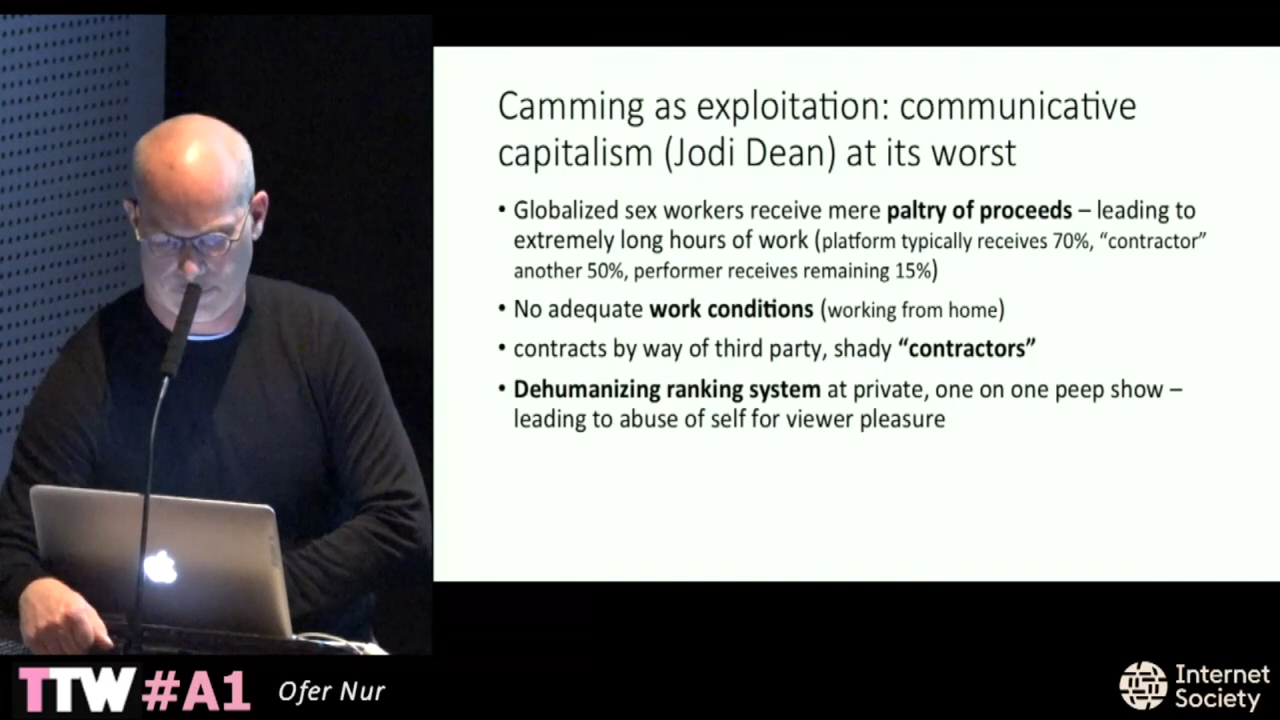 Camming as exploitation: communicative
capitalism (Jodi Dean) at its worst
• Globalized sex workers receive mere paltry of proceeds – leading to
extremely long hours of work (platform typically receives 70%, “contractor”
another 50%, performer receives remaining 15%)
• No adequate work conditions (working from home)
• contracts by way of third party, shady “contractors”
• Dehumanizing ranking system at private, one on one peep show –
leading to abuse of self for viewer pleasure
TTW#A1 Ofer Nur
Internet
Society